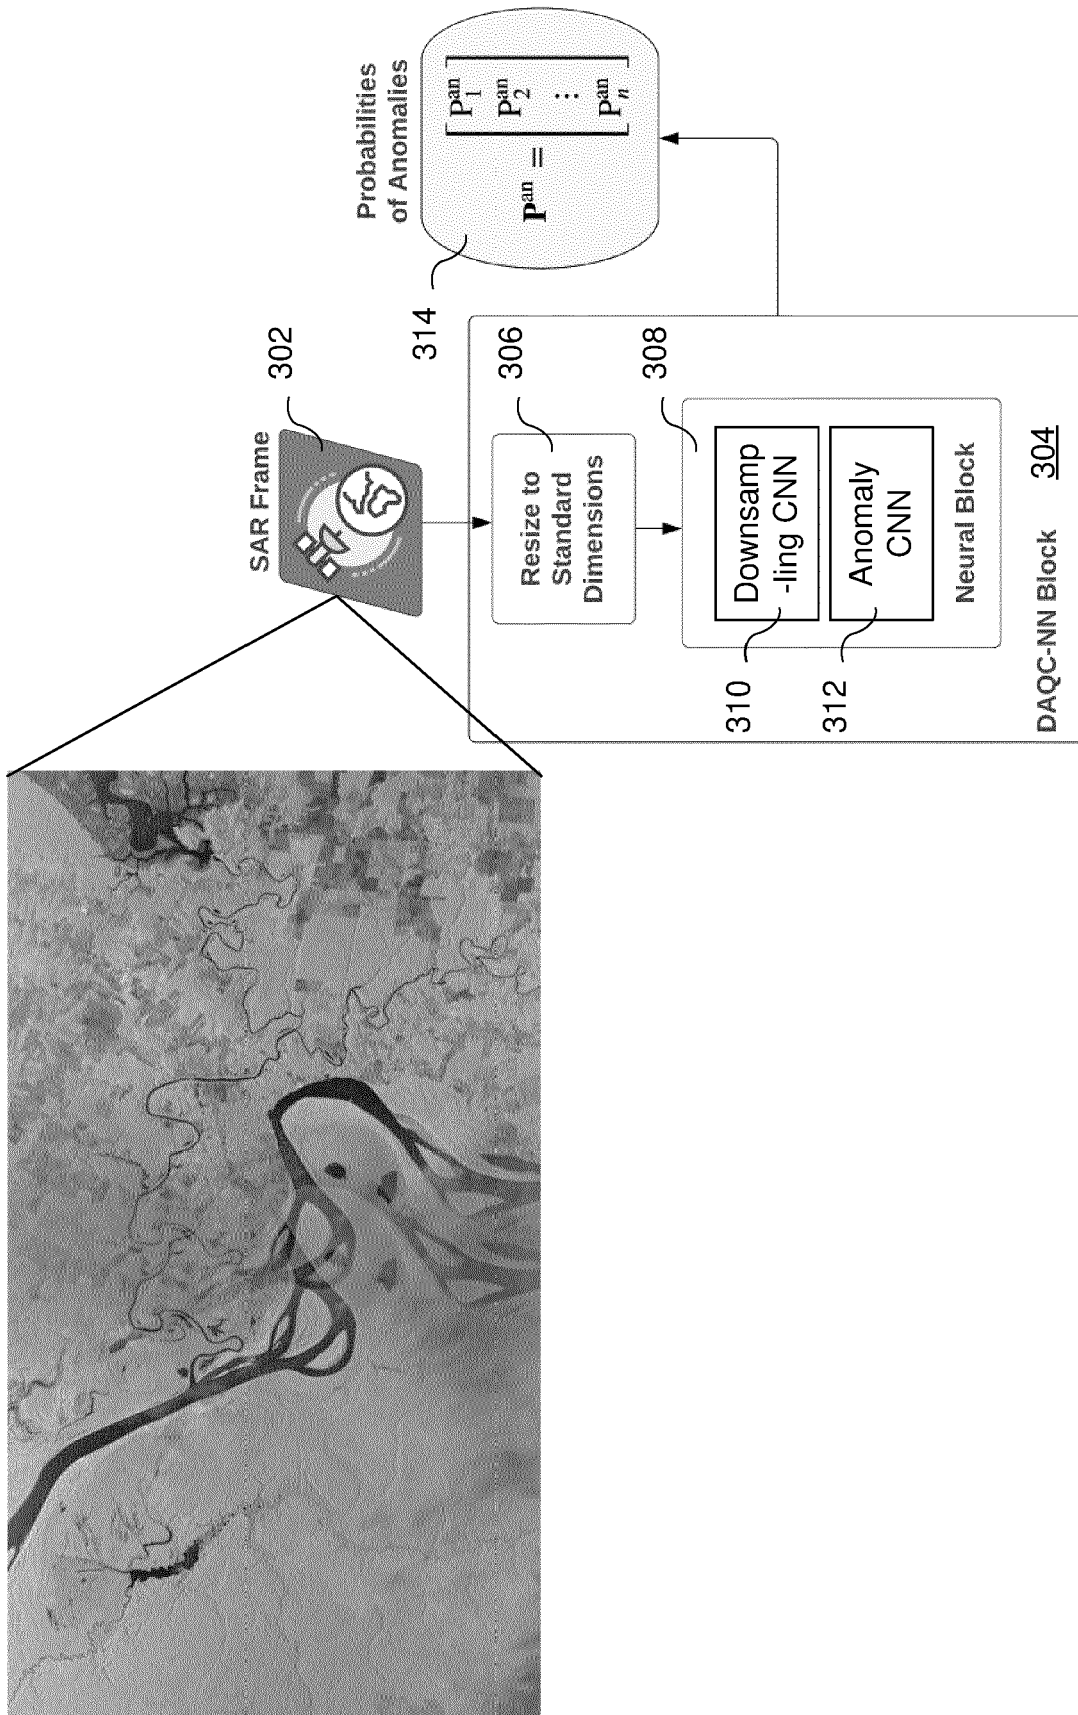 SAR Frame
302
Resize to
Standard
Dimensions
306
308
Downsamp
-ling CNN
310
Anomaly
CNN
312
Neural Block
DAQC-NN Block
304
Probabilities
of Anomalies
P^an = [P_1^an
P_2^an
⋮
P_n^an]
314